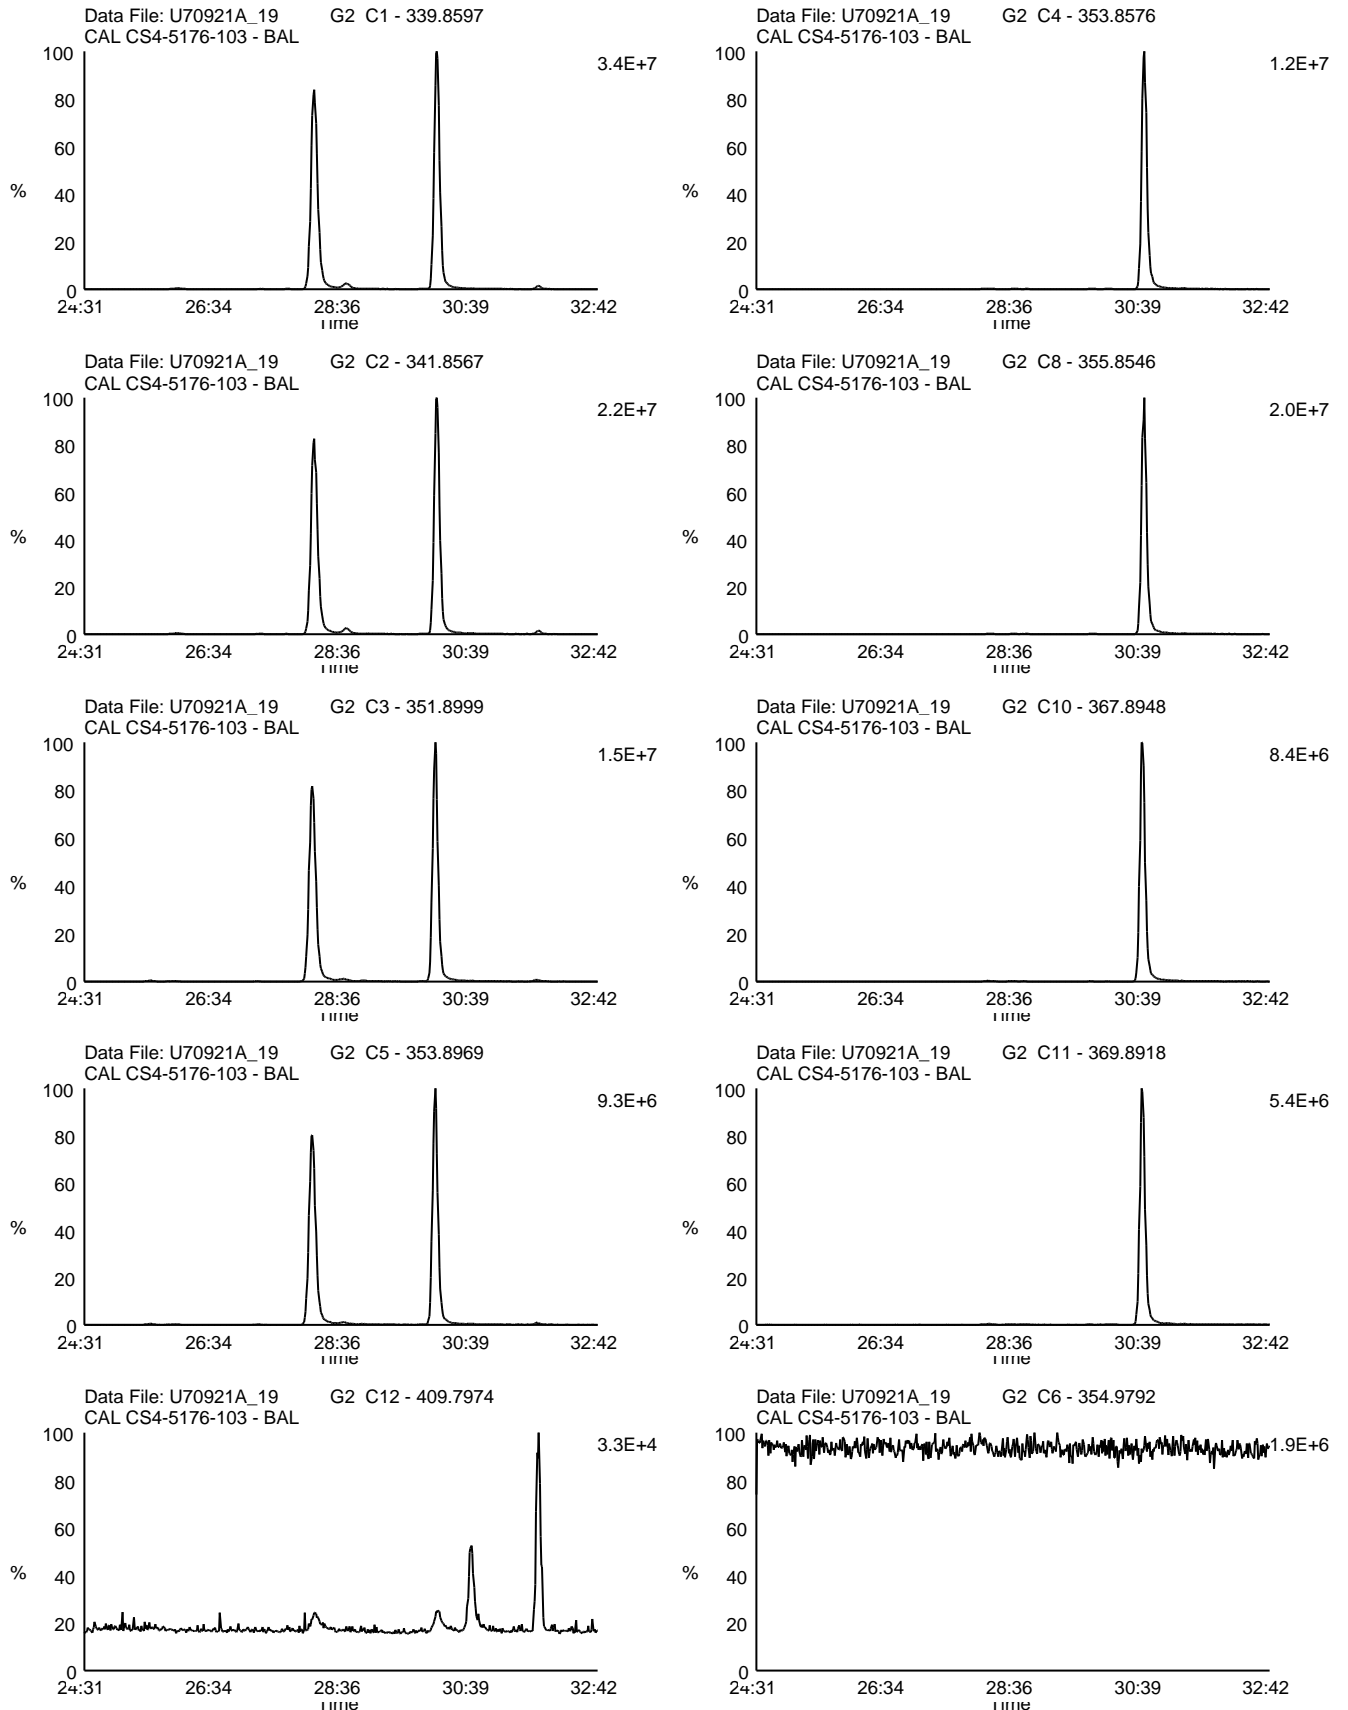 Data File: U70921A_19 G2 C1 - 339.8597
CAL CS4-5176-103 - BAL
3.4E+7
100
80
60
%
40
20
0
24:31 26:34 28:36 30:39 32:42
Time
Data File: U70921A_19 G2 C4 - 353.8576
CAL CS4-5176-103 - BAL
1.2E+7
100
80
60
%
40
20
0
24:31 26:34 28:36 30:39 32:42
Time
Data File: U70921A_19 G2 C2 - 341.8567
CAL CS4-5176-103 - BAL
2.2E+7
100
80
60
%
40
20
0
24:31 26:34 28:36 30:39 32:42
Time
Data File: U70921A_19 G2 C8 - 355.8546
CAL CS4-5176-103 - BAL
2.0E+7
100
80
60
%
40
20
0
24:31 26:34 28:36 30:39 32:42
Time
Data File: U70921A_19 G2 C3 - 351.8999
CAL CS4-5176-103 - BAL
1.5E+7
100
80
60
%
40
20
0
24:31 26:34 28:36 30:39 32:42
Time
Data File: U70921A_19 G2 C10 - 367.8948
CAL CS4-5176-103 - BAL
8.4E+6
100
80
60
%
40
20
0
24:31 26:34 28:36 30:39 32:42
Time
Data File: U70921A_19 G2 C5 - 353.8969
CAL CS4-5176-103 - BAL
9.3E+6
100
80
60
%
40
20
0
24:31 26:34 28:36 30:39 32:42
Time
Data File: U70921A_19 G2 C11 - 369.8918
CAL CS4-5176-103 - BAL
5.4E+6
100
80
60
%
40
20
0
24:31 26:34 28:36 30:39 32:42
Time
Data File: U70921A_19 G2 C12 - 409.7974
CAL CS4-5176-103 - BAL
3.3E+4
100
80
60
%
40
20
0
24:31 26:34 28:36 30:39 32:42
Time
Data File: U70921A_19 G2 C6 - 354.9792
CAL CS4-5176-103 - BAL
1.9E+6
100
80
60
%
40
20
0
24:31 26:34 28:36 30:39 32:42
Time